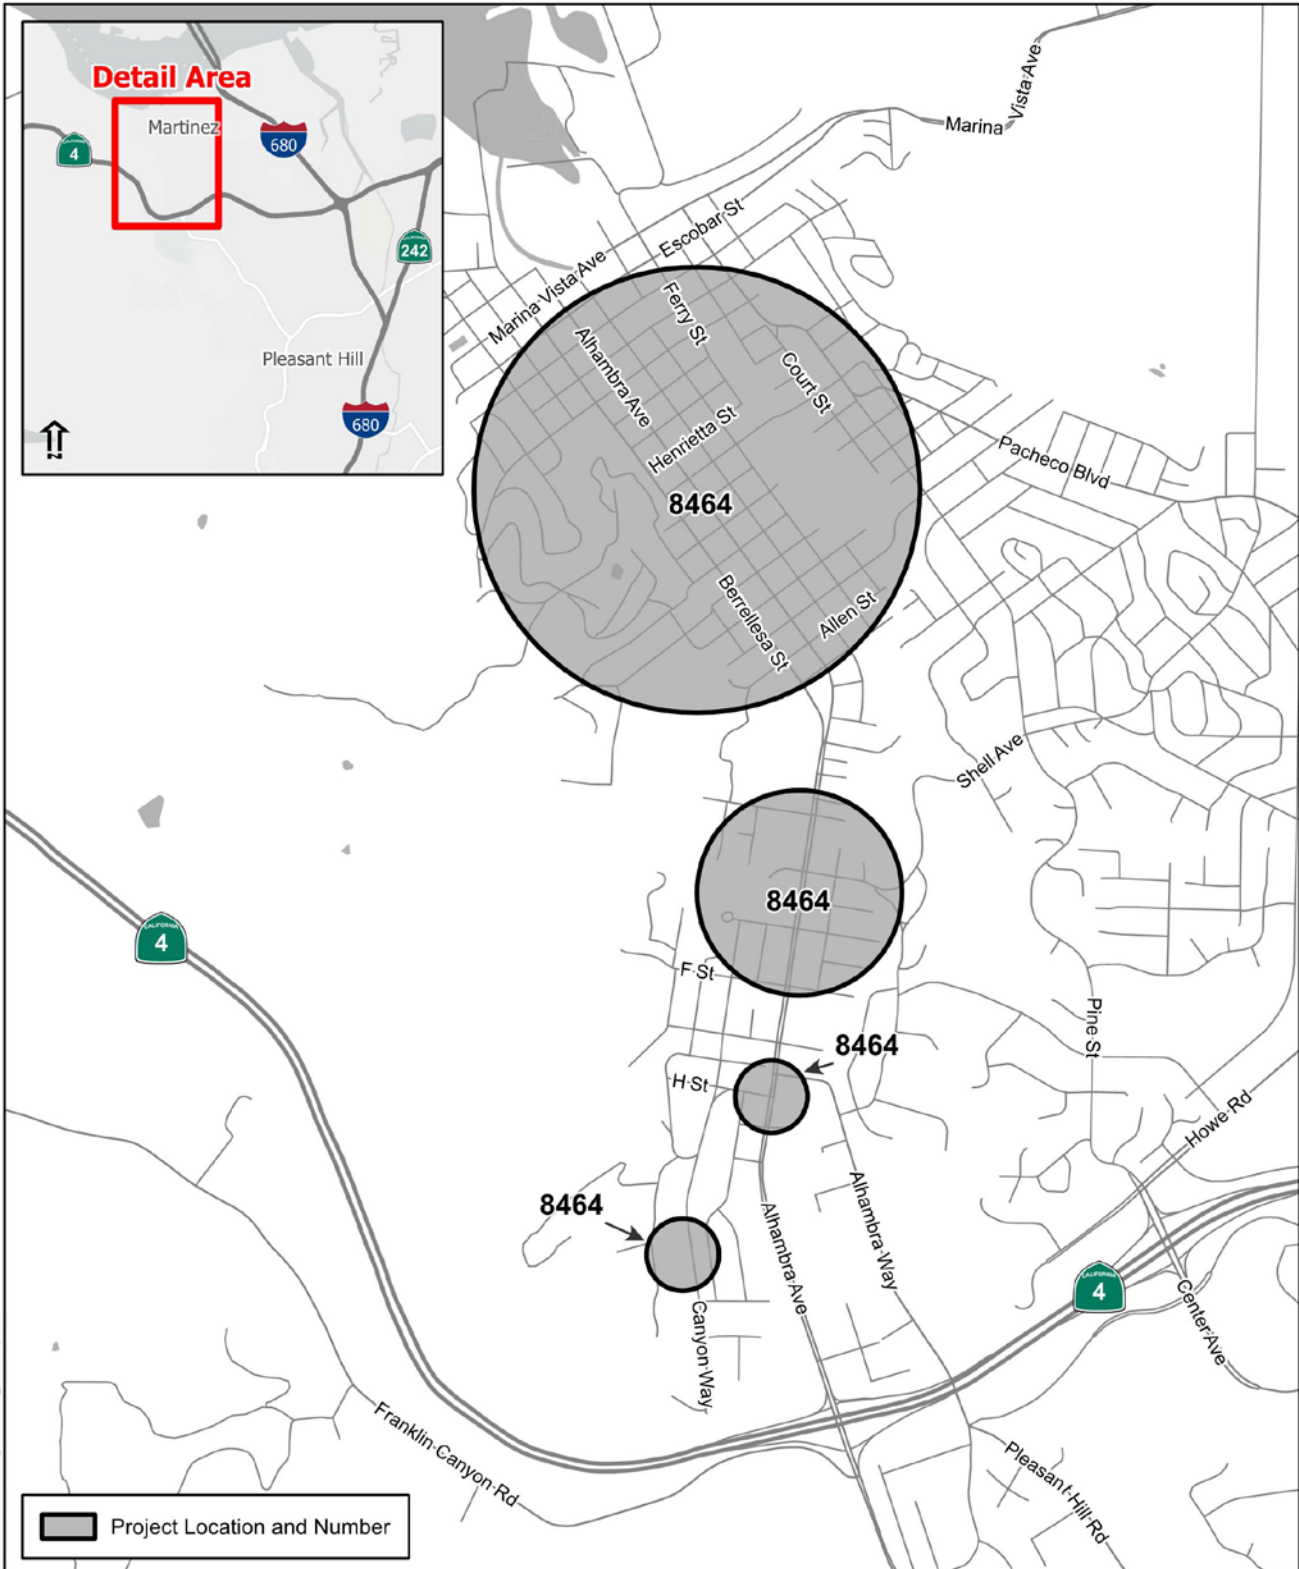 Detail Area
Martinez
CALIFORNIA
4
680
242
Pleasant Hill
680
N
Marina Vista Ave
Escobar St
Marina Vista Ave
Ferry St
Alhambra Ave
Court St
Henrietta St
Pacheco Blvd
8464
Berrellesa St
Allen St
Shell Ave
8464
CALIFORNIA
4
F St
Pine St
8464
H St
Howe Rd
8464
Alhambra Way
Alhambra Ave
CALIFORNIA
4
Center Ave
Canyon Way
Franklin Canyon Rd
Pleasant Hill Rd
Project Location and Number